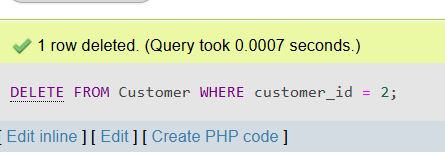 1 row deleted. (Query took 0.0007 seconds.)
DELETE FROM Customer WHERE customer_id = 2;
[ Edit inline ] [ Edit ] [ Create PHP code ]